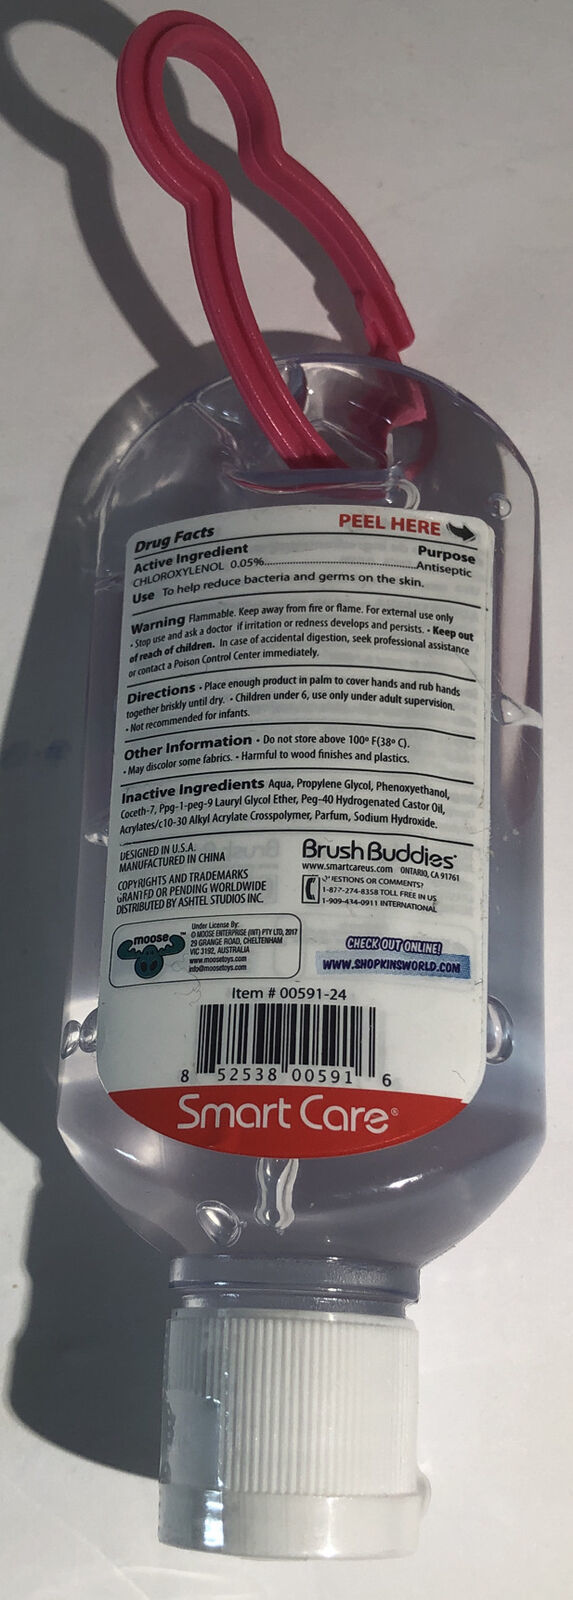 Drug Facts
PEEL HERE
Active Ingredient Purpose
CHLOROXYLENOL 0.05%..............................................Antiseptic
Use To help reduce bacteria and germs on the skin.
Warning Flammable. Keep away from fire or flame. For external use only
• Stop use and ask a doctor if irritation or redness develops and persists. • Keep out
of reach of children. In case of accidental digestion, seek professional assistance
or contact a Poison Control Center immediately.
Directions • Place enough product in palm to cover hands and rub hands
together briskly until dry. • Children under 6, use only under adult supervision.
• Not recommended for infants.
Other Information • Do not store above 100º F(38º C).
• May discolor some fabrics. • Harmful to wood finishes and plastics.
Inactive Ingredients Aqua, Propylene Glycol, Phenoxyethanol,
Coceth-7, Ppg-1-peg-9 Lauryl Glycol Ether, Peg-40 Hydrogenated Castor Oil,
Acrylates/c10-30 Alkyl Acrylate Crosspolymer, Parfum, Sodium Hydroxide.
DESIGNED IN U.S.A.
MANUFACTURED IN CHINA
COPYRIGHTS AND TRADEMARKS
GRANTED OR PENDING WORLDWIDE
DISTRIBUTED BY ASHTEL STUDIOS INC.
BrushBuddies®
www.smartcareus.com ONTARIO, CA 91761
QUESTIONS OR COMMENTS?
1-877-274-8358 TOLL FREE IN US
1-909-434-0911 INTERNATIONAL
moose™
Under License By:
© MOOSE ENTERPRISE (INT) PTY LTD, 2017
29 GRANGE ROAD, CHELTENHAM
VIC 3192, AUSTRALIA
www.moosetoys.com
info@moosetoys.com
CHECK OUT ONLINE!
WWW.SHOPKINSWORLD.COM
Item # 00591-24
8 52538 00591 6
Smart Care®